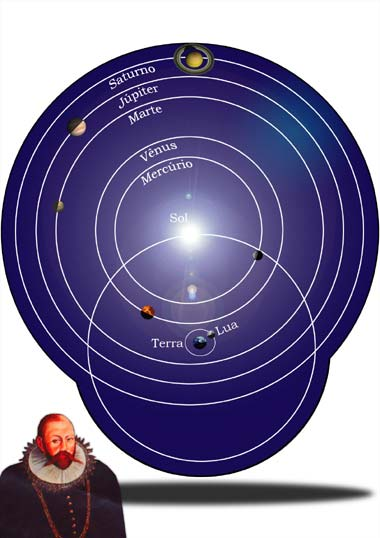 Saturno
Júpiter
Marte
Vênus
Mercúrio
Sol
Terra
Lua